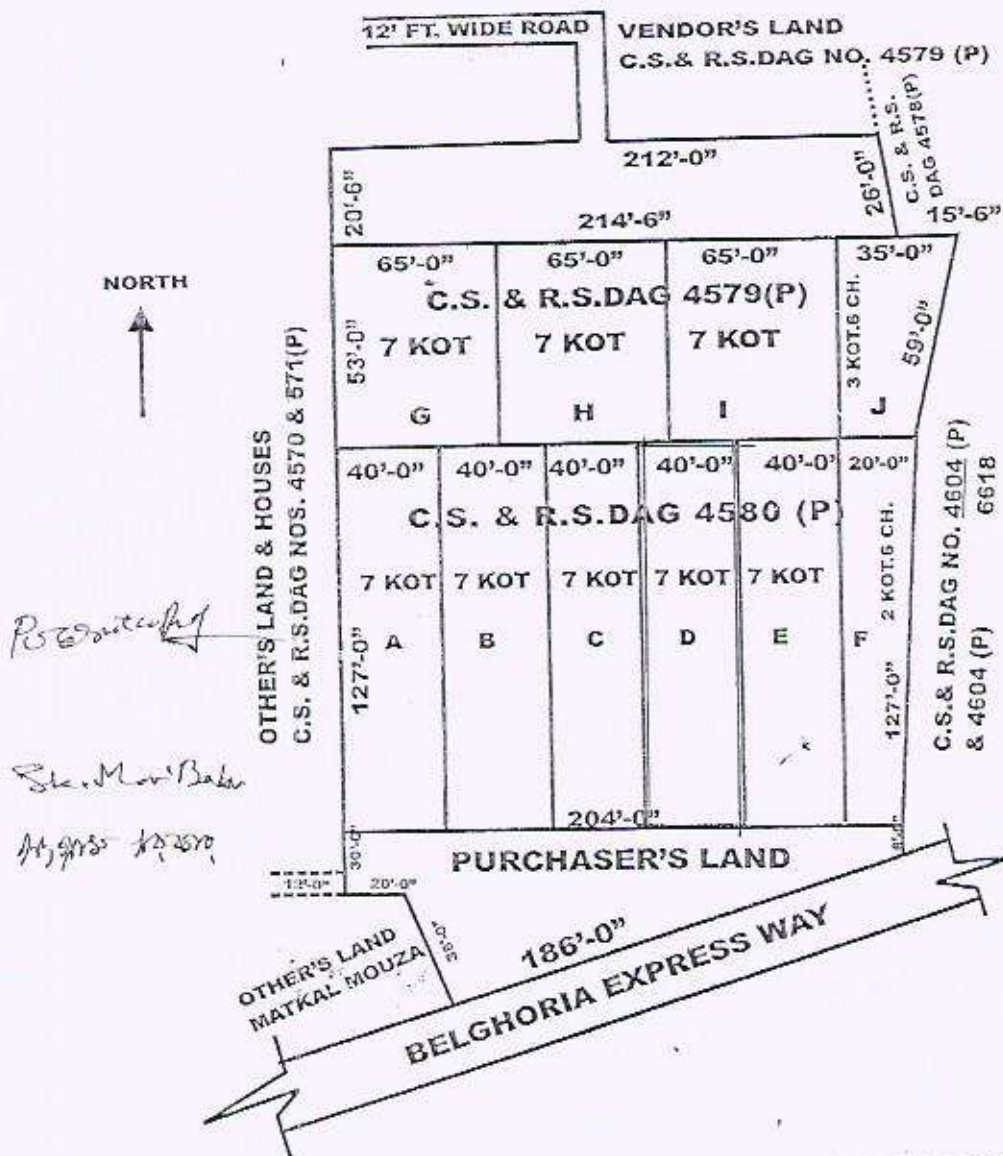 12' FT. WIDE ROAD
VENDOR'S LAND
C.S.& R.S.DAG NO. 4579 (P)
C.S. & R.S.
DAG 4578(P)
212'-0"
26'-0"
20'-6"
214'-6"
15'-6"
NORTH
65'-0" 65'-0" 65'-0" 35'-0"
C.S. & R.S.DAG 4579(P)
53'-0"
7 KOT 7 KOT 7 KOT
3 KOT.6 CH.
59'-0"
G H I J
OTHER'S LAND & HOUSES
C.S. & R.S.DAG NOS. 4570 & 571(P)
40'-0" 40'-0" 40'-0" 40'-0" 40'-0' 20'-0"
C.S. & R.S.DAG 4580 (P)
7 KOT 7 KOT 7 KOT 7 KOT 7 KOT
2 KOT.6 CH.
A B C D E F
127'-0"
127'-0"
C.S.& R.S.DAG NO. 4604 (P)
6618
& 4604 (P)
204'-0"
PURCHASER'S LAND
20'-0"
OTHER'S LAND
MATKAL MOUZA
186'-0"
BELGHORIA EXPRESS WAY